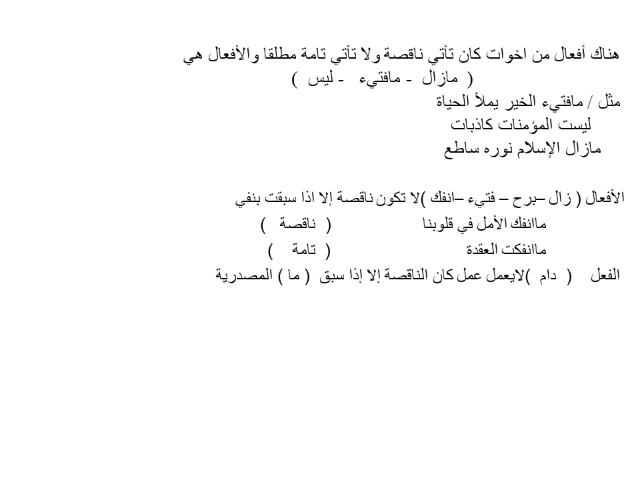 هناك أفعال من اخوات كان تأتي ناقصة ولا تأتي تامة مطلقا والأفعال هي
( مازال - مافتيء - ليس )
مثل / مافتيء الخير يملأ الحياة
ليست المؤمنات كاذبات
مازال الإسلام نوره ساطع
الأفعال ( زال –برح – فتيء –انفك )لا تكون ناقصة إلا اذا سبقت بنفي
ماانفك الأمل في قلوبنا ( ناقصة )
ماانفكت العقدة ( تامة )
الفعل ( دام )لايعمل عمل كان الناقصة إلا إذا سبق ( ما ) المصدرية